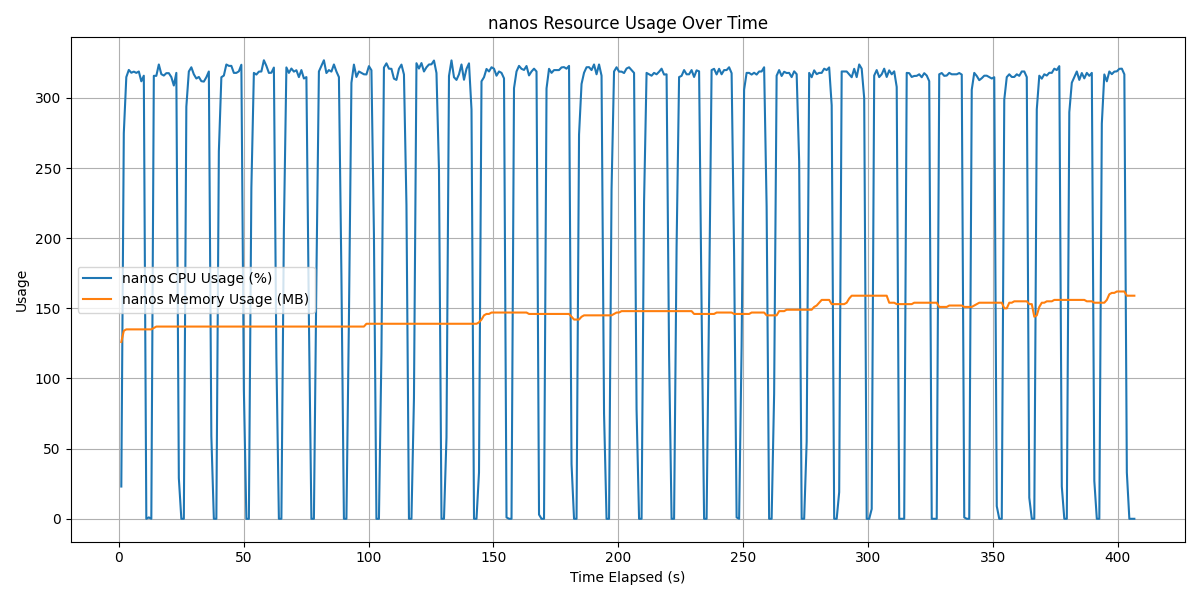 nanos Resource Usage Over Time
300
250
200
150
100
50
0
Usage
nanos CPU Usage (%)
nanos Memory Usage (MB)
0 50 100 150 200 250 300 350 400
Time Elapsed (s)